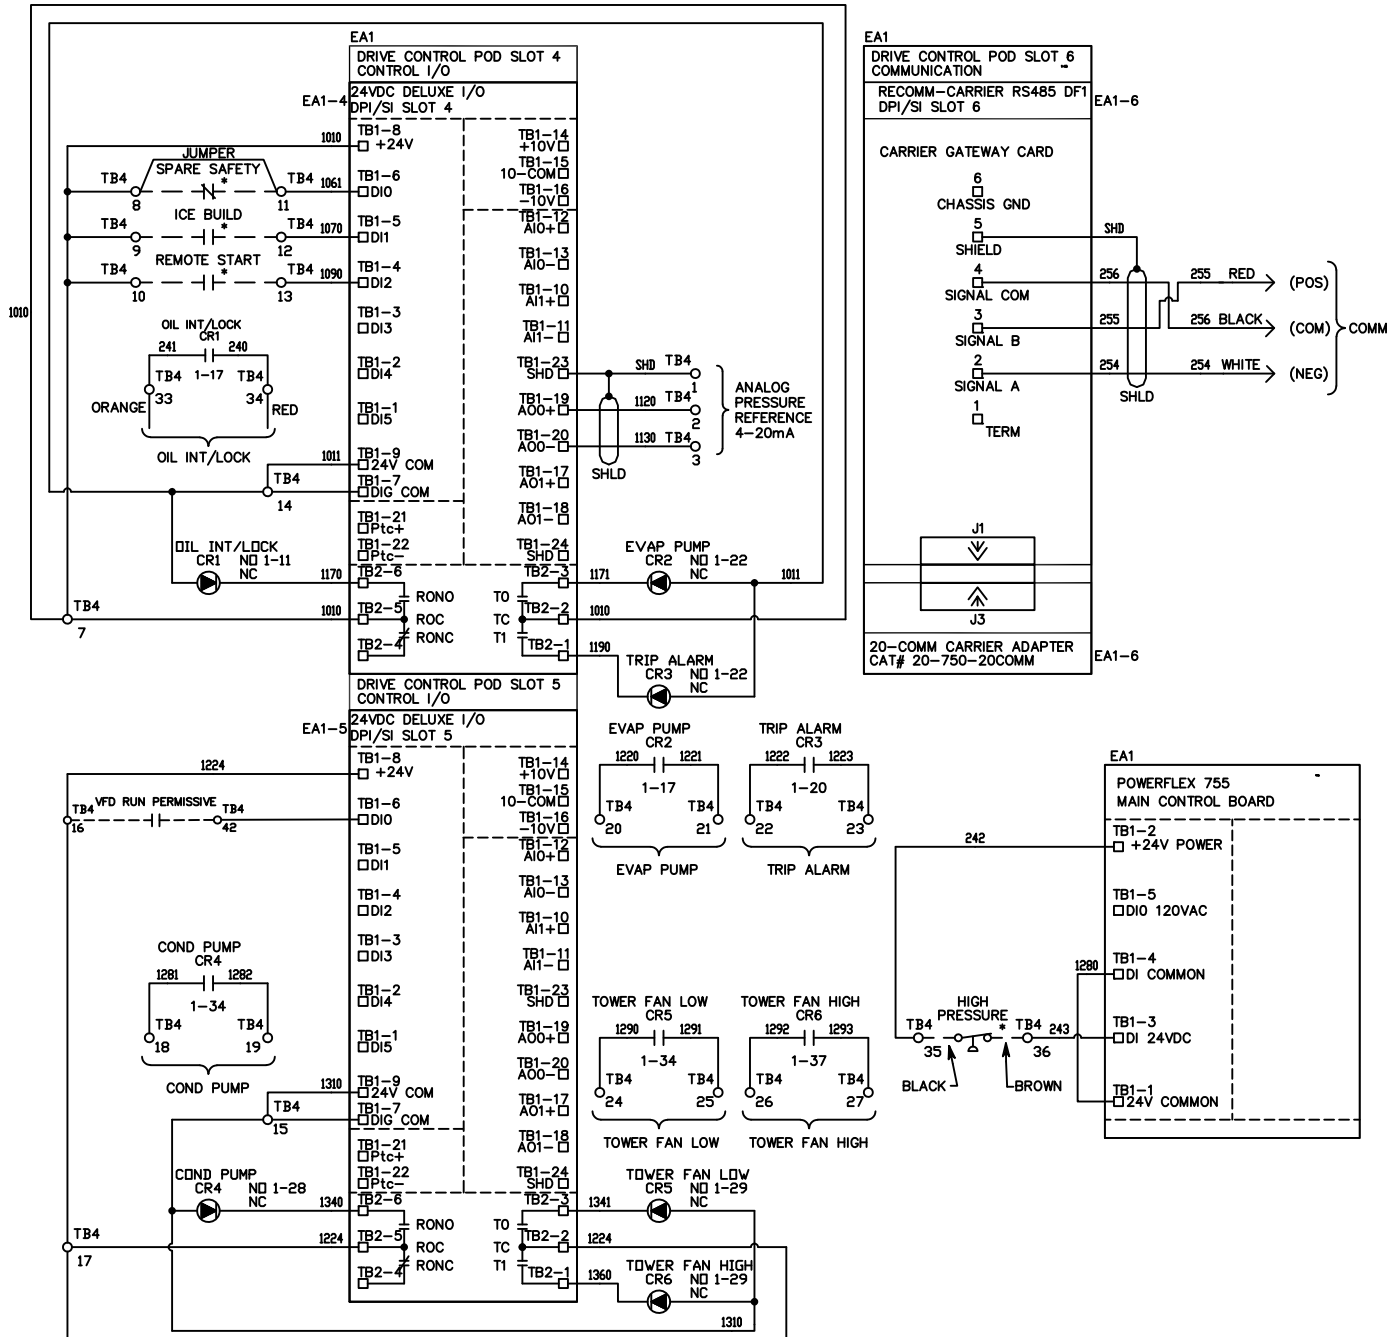 EA1
DRIVE CONTROL POD SLOT 4
CONTROL I/O
24VDC DELUXE I/O
EA1-4
DPI/SI SLOT 4
TB1-8
+24V
1010
JUMPER
SPARE SAFETY
*
TB4
8
TB4
11
1061
TB1-6
DI0
ICE BUILD
*
TB4
9
TB4
12
1070
TB1-5
DI1
REMOTE START
*
TB4
10
TB4
13
1090
TB1-4
DI2
1010
TB1-3
DI3
OIL INT/LOCK
CR1
241
240
1-17
TB4
33
TB4
34
ORANGE
RED
OIL INT/LOCK
TB1-2
DI4
TB1-1
DI5
1011
TB1-9
24V COM
TB1-7
DIG COM
TB4
14
TB1-21
Ptc+
TB1-22
Ptc-
OIL INT/LOCK
CR1 NO 1-11
NC
1170
TB2-6
RONO
TB4
7
1010
TB2-5
ROC
TB2-4
RONC
TB1-14
+10V
TB1-15
10-COM
TB1-16
-10V
TB1-12
AI0+
TB1-13
AI0-
TB1-10
AI1+
TB1-11
AI1-
TB1-23
SHD
SHD
TB4
1
TB1-19
AO0+
1120
TB4
2
TB1-20
AO0-
1130
TB4
3
SHLD
ANALOG
PRESSURE
REFERENCE
4-20mA
TB1-17
AO1+
TB1-18
AO1-
TB1-24
SHD
EVAP PUMP
CR2 NO 1-22
NC
TB2-3
T0
1171
1011
TB2-2
TC
1010
TB2-1
T1
1190
TRIP ALARM
CR3 NO 1-22
NC
EA1
DRIVE CONTROL POD SLOT 6
COMMUNICATION
RECOMM-CARRIER RS485 DF1
DPI/SI SLOT 6
EA1-6
CARRIER GATEWAY CARD
6
CHASSIS GND
5
SHIELD
SHD
4
SIGNAL COM
256
255
RED
(POS)
3
SIGNAL B
255
256
BLACK
(COM)
COMM
2
SIGNAL A
254
254
WHITE
(NEG)
SHLD
1
TERM
J1
J3
20-COMM CARRIER ADAPTER
CAT# 20-750-20COMM
EA1-6
DRIVE CONTROL POD SLOT 5
CONTROL I/O
24VDC DELUXE I/O
EA1-5
DPI/SI SLOT 5
1224
TB1-8
+24V
VFD RUN PERMISSIVE
TB4
16
TB4
42
TB1-6
DI0
TB1-5
DI1
TB1-4
DI2
TB1-3
DI3
COND PUMP
CR4
1281
1282
1-34
TB4
18
TB4
19
COND PUMP
TB1-2
DI4
TB1-1
DI5
1310
TB1-9
24V COM
TB1-7
DIG COM
TB4
15
TB1-21
Ptc+
TB1-22
Ptc-
COND PUMP
CR4 NO 1-28
NC
1340
TB2-6
RONO
TB4
17
1224
TB2-5
ROC
TB2-4
RONC
TB1-14
+10V
TB1-15
10-COM
TB1-16
-10V
TB1-12
AI0+
TB1-13
AI0-
TB1-10
AI1+
TB1-11
AI1-
TB1-23
SHD
TB1-19
AO0+
TB1-20
AO0-
TB1-17
AO1+
TB1-18
AO1-
TB1-24
SHD
TB2-3
T0
1341
TOWER FAN LOW
CR5 NO 1-29
NC
TB2-2
TC
1224
TB2-1
T1
1360
TOWER FAN HIGH
CR6 NO 1-29
NC
1310
EVAP PUMP
CR2
1220
1221
1-17
TB4
20
TB4
21
EVAP PUMP
TRIP ALARM
CR3
1222
1223
1-20
TB4
22
TB4
23
TRIP ALARM
TOWER FAN LOW
CR5
1290
1291
1-34
TB4
24
TB4
25
TOWER FAN LOW
TOWER FAN HIGH
CR6
1292
1293
1-37
TB4
26
TB4
27
TOWER FAN HIGH
EA1
POWERFLEX 755
MAIN CONTROL BOARD
242
TB1-2
+24V POWER
TB1-5
DI0 120VAC
1280
TB1-4
DI COMMON
HIGH
PRESSURE
*
TB4
35
TB4
36
243
TB1-3
DI 24VDC
BLACK
BROWN
TB1-1
24V COMMON